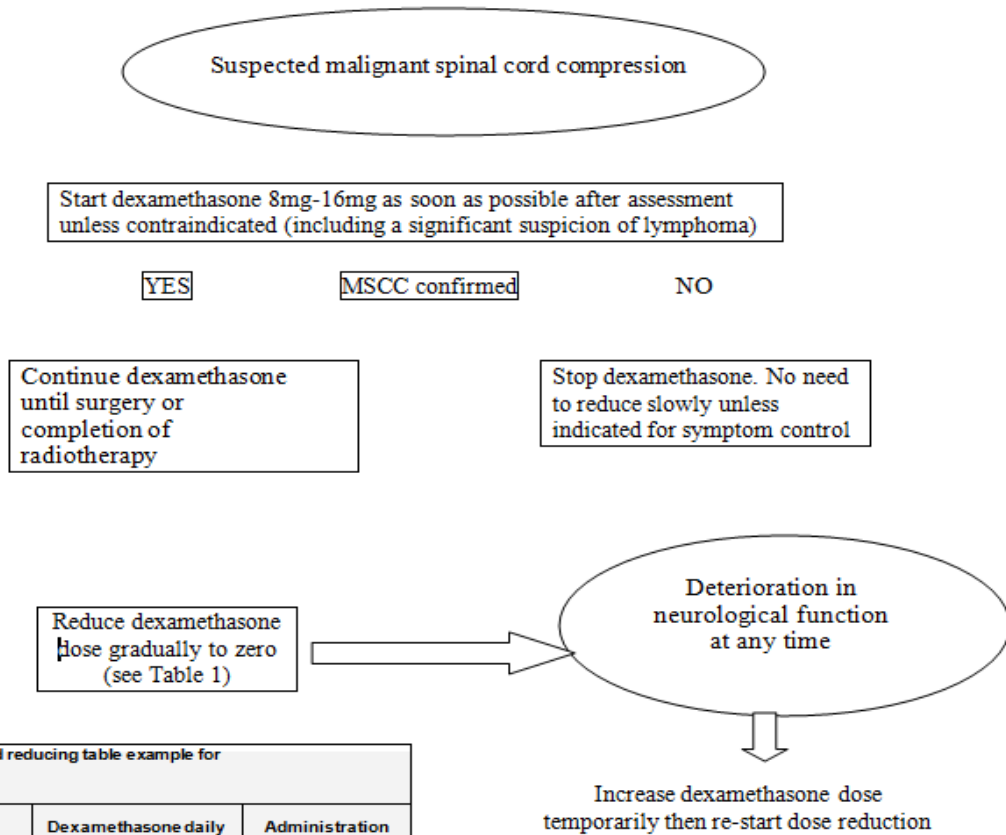 Suspected malignant spinal cord compression
Start dexamethasone 8mg-16mg as soon as possible after assessment
unless contraindicated (including a significant suspicion of lymphoma)
YES
MSCC confirmed
NO
Continue dexamethasone
until surgery or
completion of
radiotherapy
Stop dexamethasone. No need
to reduce slowly unless
indicated for symptom control
Reduce dexamethasone
dose gradually to zero
(see Table 1)
Deterioration in
neurological function
at any time
reducing table example for
Dexamethasone daily
Administration
Increase dexamethasone dose
temporarily then re-start dose reduction